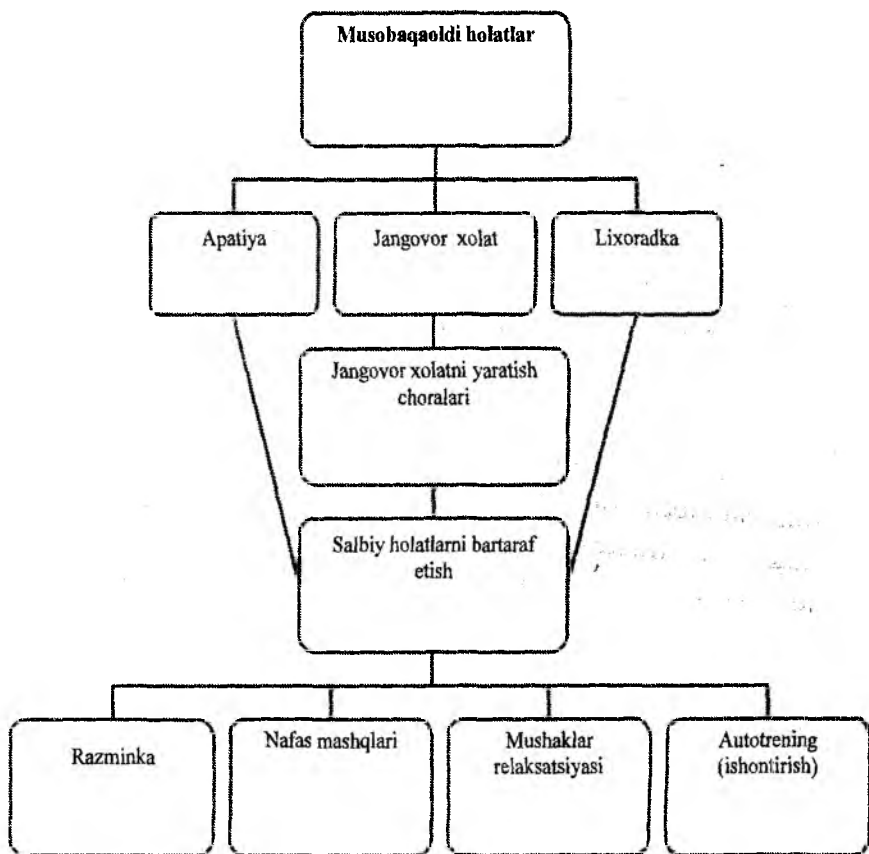 Musobaqaoldi holatlar
Apatiya
Jangovor xolat
Lixoradka
Jangovor xolatni yaratish
choralari
Salbiy holatlarni bartaraf
etish
Razminka
Nafas mashqlari
Mushaklar
relaksatsiyasi
Autotrening
(ishontirish)